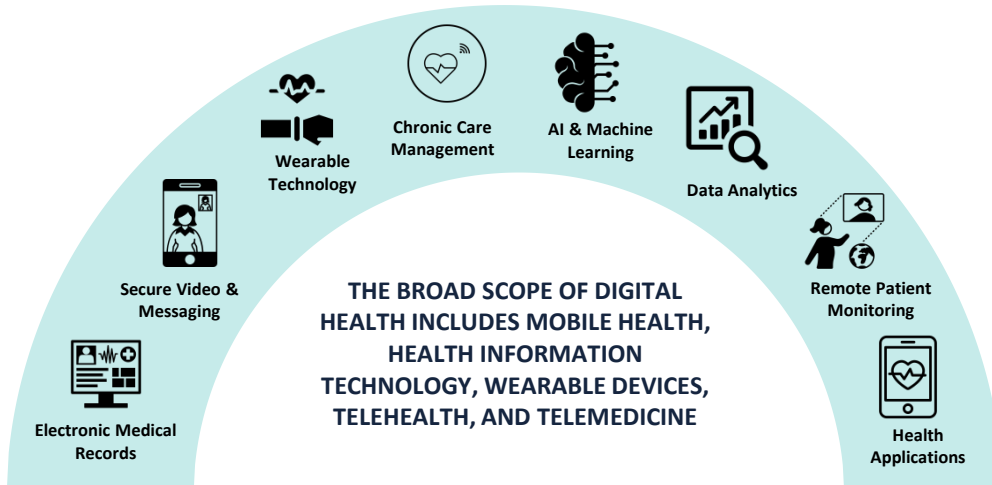 Electronic Medical
Records
Secure Video &
Messaging
Wearable
Technology
Chronic Care
Management
AI & Machine
Learning
Data Analytics
Remote Patient
Monitoring
Health
Applications
THE BROAD SCOPE OF DIGITAL
HEALTH INCLUDES MOBILE HEALTH,
HEALTH INFORMATION
TECHNOLOGY, WEARABLE DEVICES,
TELEHEALTH, AND TELEMEDICINE